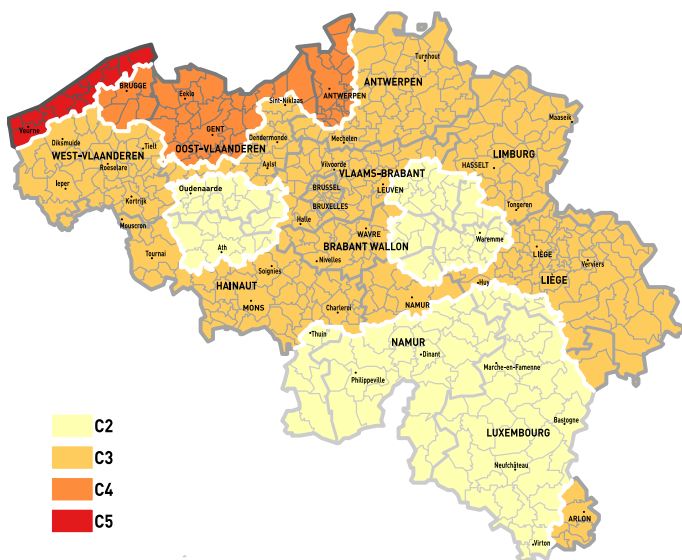 Turnhout
ANTWERPEN
BRUGGE
Eeklo
ANTWERPEN
Sint-Niklaas
Maaseik
Veurne
GENT
Diksmuide
Tielt
OOST-VLAANDEREN
Dendermonde
Mechelen
WEST-VLAANDEREN
Roeselare
Aalst
Vilvoorde
VLAAMS-BRABANT
HASSELT
LIMBURG
Ieper
Oudenaarde
BRUSSEL
LEUVEN
Kortrijk
BRUXELLES
Tongeren
Mouscron
Halle
WAVRE
Waremme
Ath
BRABANT WALLON
LIÈGE
Tournai
Nivelles
Verviers
Soignies
LIÈGE
HAINAUT
Huy
MONS
Charleroi
NAMUR
Thuin
NAMUR
Dinant
Marche-en-Famenne
Philippeville
C2
Bastogne
LUXEMBOURG
C3
Neufchâteau
C4
C5
ARLON
Virton